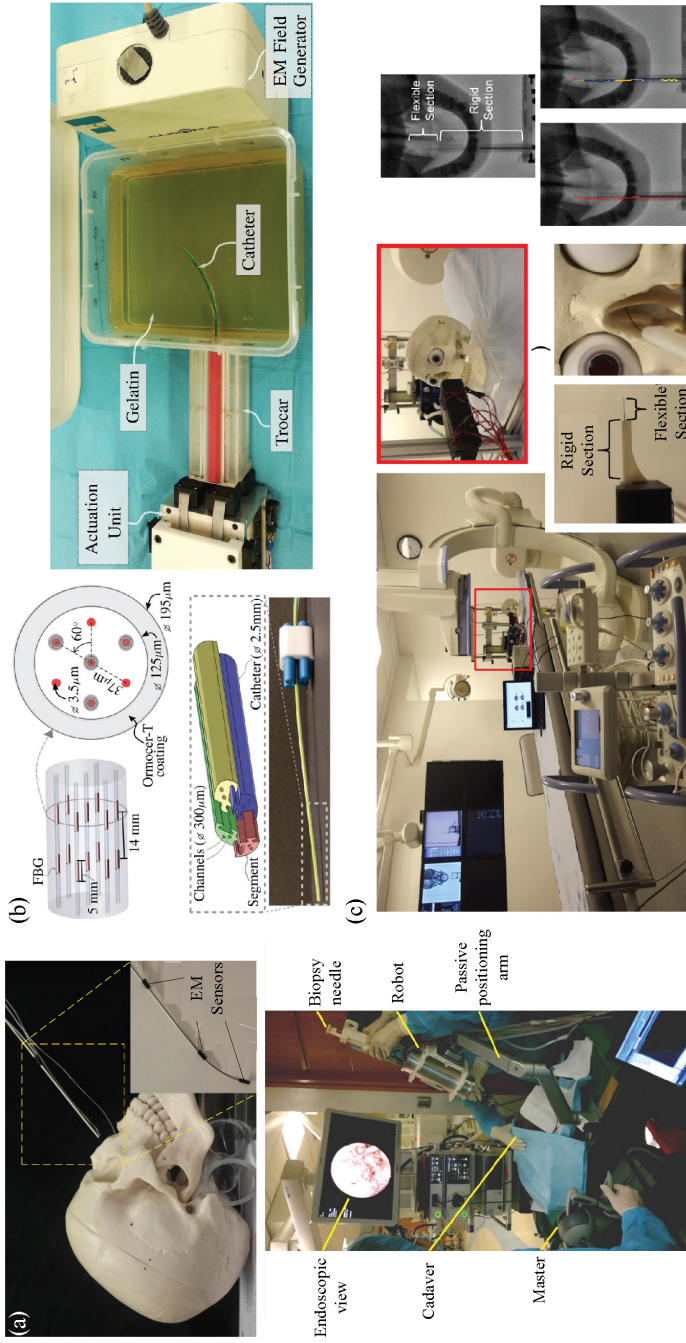 (a)
EM
Sensors
Endoscopic
view
Cadaver
Master
Biopsy
needle
Robot
Passive
positioning
arm
(b)
FBG
5 mm
14 mm
Ormocer-T
coating
⌀ 3.5μm
37μm
60°
⌀ 125μm
⌀ 195μm
Channels (⌀ 300μm)
Segment
Catheter (⌀ 2.5mm)
Actuation
Unit
Gelatin
Trocar
Catheter
EM Field
Generator
(c)
Rigid
Section
Flexible
Section
)
Flexible
Section
Rigid
Section